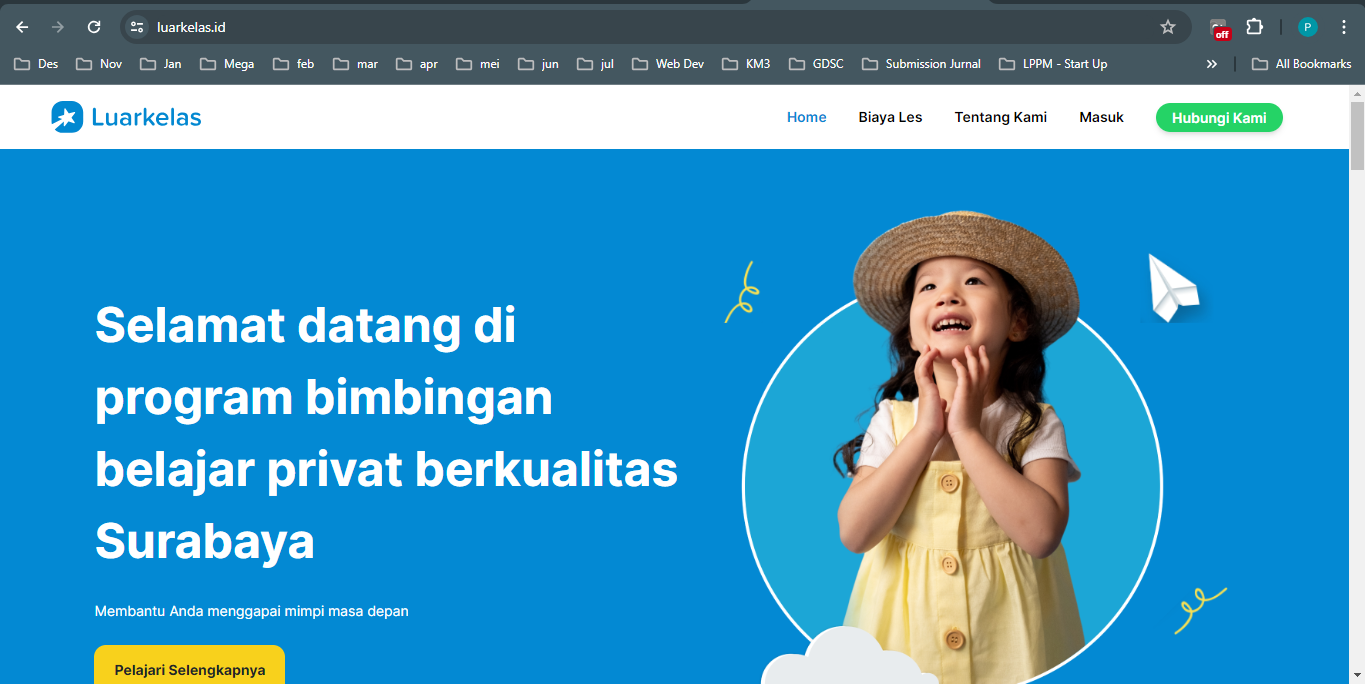 luarkelas.id
off
P
Des Nov Jan Mega feb mar apr mei jun jul Web Dev KM3 GDSC Submission Jurnal LPPM - Start Up » All Bookmarks
Luarkelas Home Biaya Les Tentang Kami Masuk Hubungi Kami
Selamat datang di
program bimbingan
belajar privat berkualitas
Surabaya
Membantu Anda menggapai mimpi masa depan
Pelajari Selengkapnya